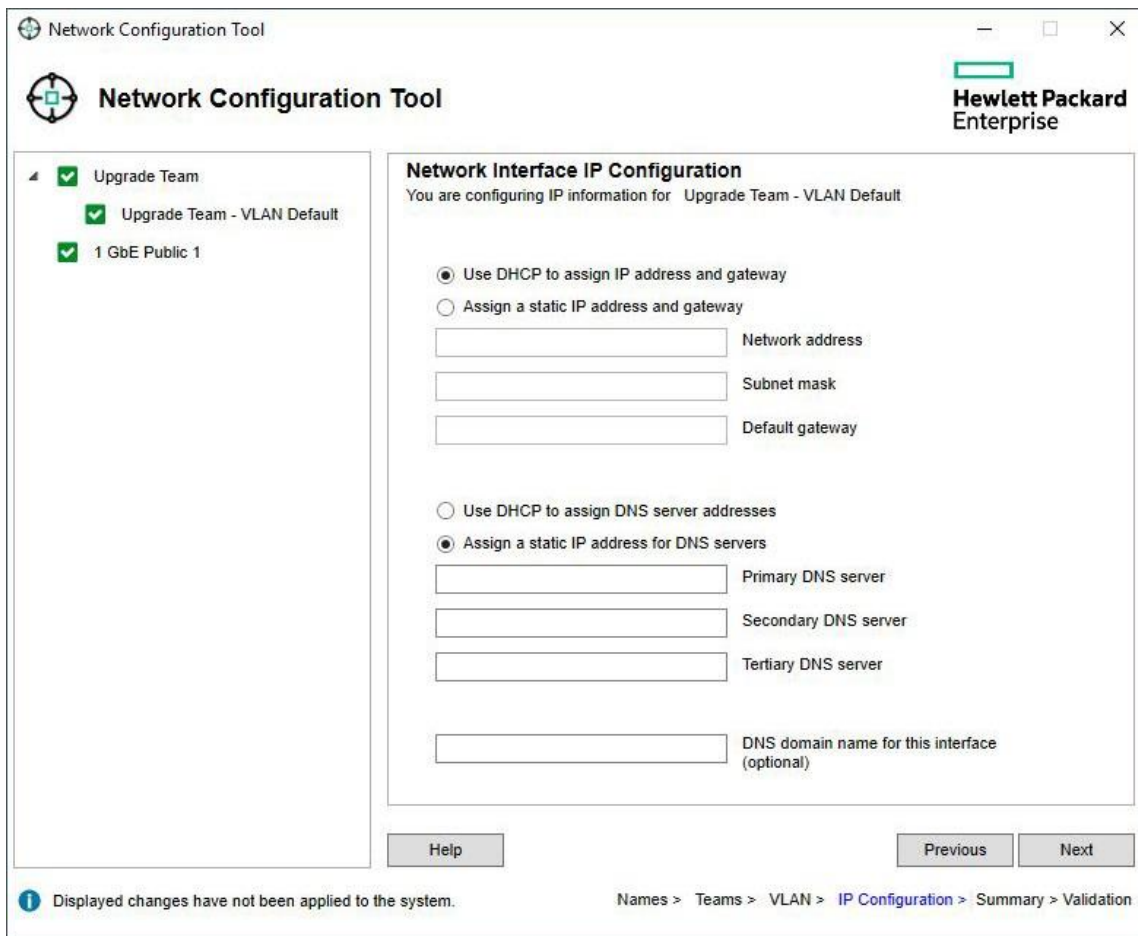 Network Configuration Tool
Network Configuration Tool
Hewlett Packard
Enterprise
Upgrade Team
Upgrade Team - VLAN Default
1 GbE Public 1
Network Interface IP Configuration
You are configuring IP information for Upgrade Team - VLAN Default
Use DHCP to assign IP address and gateway
Assign a static IP address and gateway
Network address
Subnet mask
Default gateway
Use DHCP to assign DNS server addresses
Assign a static IP address for DNS servers
Primary DNS server
Secondary DNS server
Tertiary DNS server
DNS domain name for this interface
(optional)
Help
Previous
Next
Displayed changes have not been applied to the system.
Names > Teams > VLAN > IP Configuration > Summary > Validation